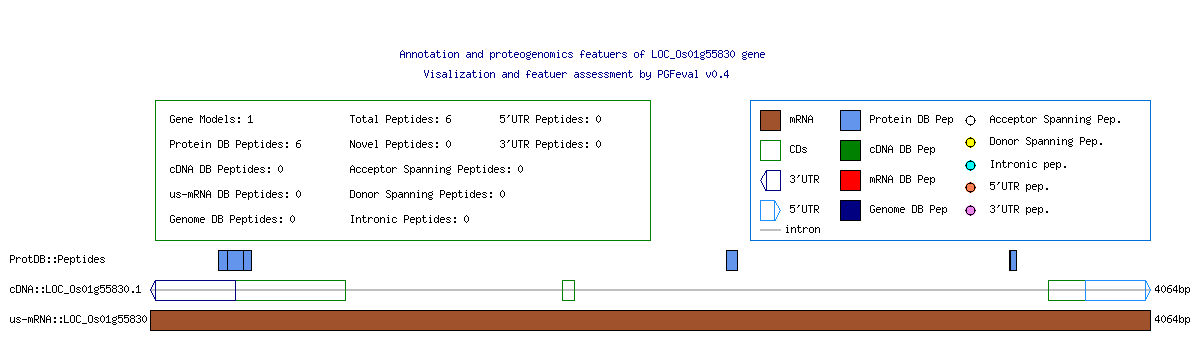 Annotation and proteogenomics featuers of LOC_Os01g55830 gene
Visalization and featuer assessment by PGFeval v0.4
Gene Models: 1 Total Peptides: 6 5'UTR Peptides: 0
Protein DB Peptides: 6 Novel Peptides: 0 3'UTR Peptides: 0
cDNA DB Peptides: 0 Acceptor Spanning Peptides: 0
us-mRNA DB Peptides: 0 Donor Spanning Peptides: 0
Genome DB Peptides: 0 Intronic Peptides: 0
mRNA Protein DB Pep Acceptor Spanning Pep.
CDs cDNA DB Pep Donor Spanning Pep.
3'UTR mRNA DB Pep Intronic pep.
5'UTR Genome DB Pep 5'UTR pep.
intron 3'UTR pep.
ProtDB::Peptides
cDNA::LOC_Os01g55830.1 4064bp
us-mRNA::LOC_Os01g55830 4064bp